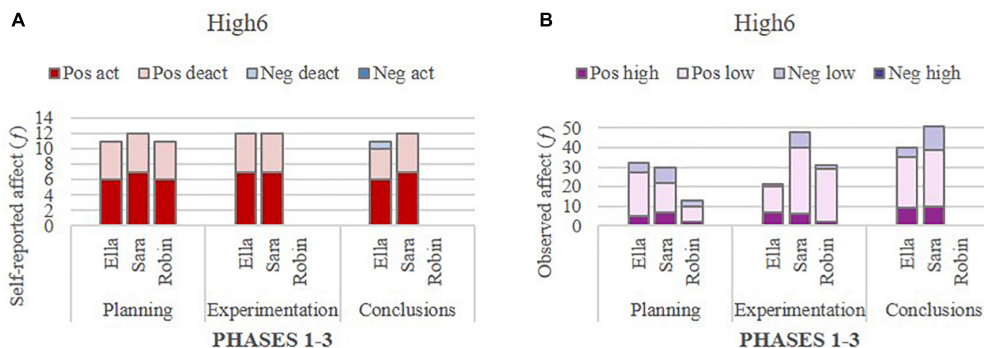 A
High6
Pos act Pos deact Neg deact Neg act
Self-reported affect (f)
14
12
10
8
6
4
2
0
Ella Sara Robin Ella Sara Robin Ella Sara Robin
Planning Experimentation Conclusions
PHASES 1-3
B
High6
Pos high Pos low Neg low Neg high
Observed affect (f)
50
40
30
20
10
0
Ella Sara Robin Ella Sara Robin Ella Sara Robin
Planning Experimentation Conclusions
PHASES 1-3